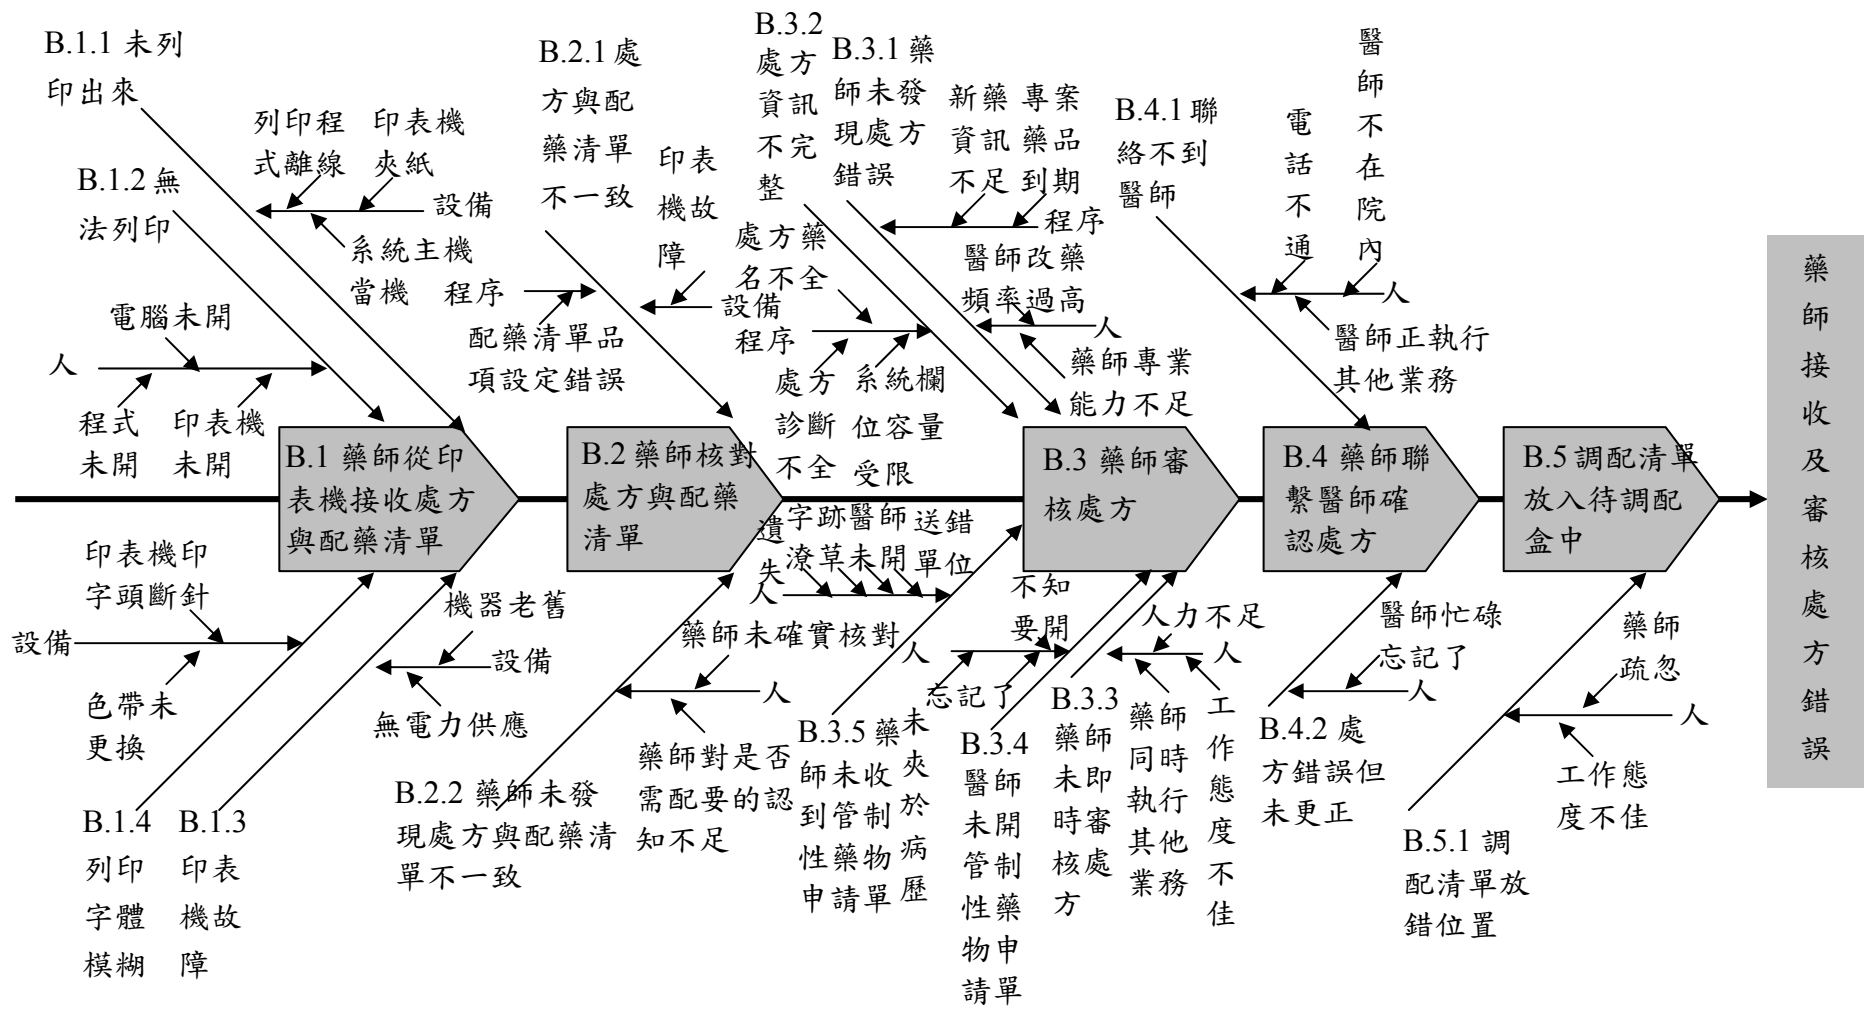 B.1.1 未列
印出來
B.1.2 無
法列印
列印程
式離線
印表機
夾紙
設備
系統主機
當機
電腦未開
人
程式
未開
印表機
未開
B.2.1 處
方與配
藥清單
不一致
印表
機故
障
程序
設備
配藥清單品
項設定錯誤
B.3.2
處方
資訊
不完
整
B.3.1 藥
師未發
現處方
錯誤
新藥
資訊
不足
專案
藥品
到期
程序
處方藥
名不全
程序
處方
診斷
不全
系統欄
位容量
受限
醫師改藥
頻率過高
人
藥師專業
能力不足
B.4.1 聯
絡不到
醫師
電話不通
醫師不在院內
人
醫師正執行
其他業務
B.1 藥師從印
表機接收處方
與配藥清單
B.2 藥師核對
處方與配藥
清單
B.3 藥師審
核處方
B.4 藥師聯
繫醫師確
認處方
B.5 調配清單
放入待調配
盒中
藥師接收及審核處方錯誤
印表機印
字頭斷針
設備
色帶未
更換
B.1.4
列印
字體
模糊
B.1.3
印表
機故
障
機器老舊
設備
無電力供應
B.2.2 藥師未發
現處方與配藥清
單不一致
藥師未確實核對
人
藥師對是否
需配要的認
知不足
遺失
字跡
潦草
醫師
未開
送錯
單位
人
B.3.5 藥
師未收
到管制
性藥物
申請單
未夾於病歷
人
不知
要開
忘記了
B.3.4
醫師
未開
管制
性藥
物申
請單
B.3.3
藥師
未即
時審
核處
方
人力不足
人
藥師
同時
執行
其他
業務
工作態度不佳
B.4.2 處
方錯誤但
未更正
醫師忙碌
忘記了
人
B.5.1 調
配清單放
錯位置
藥師
疏忽
人
工作態
度不佳